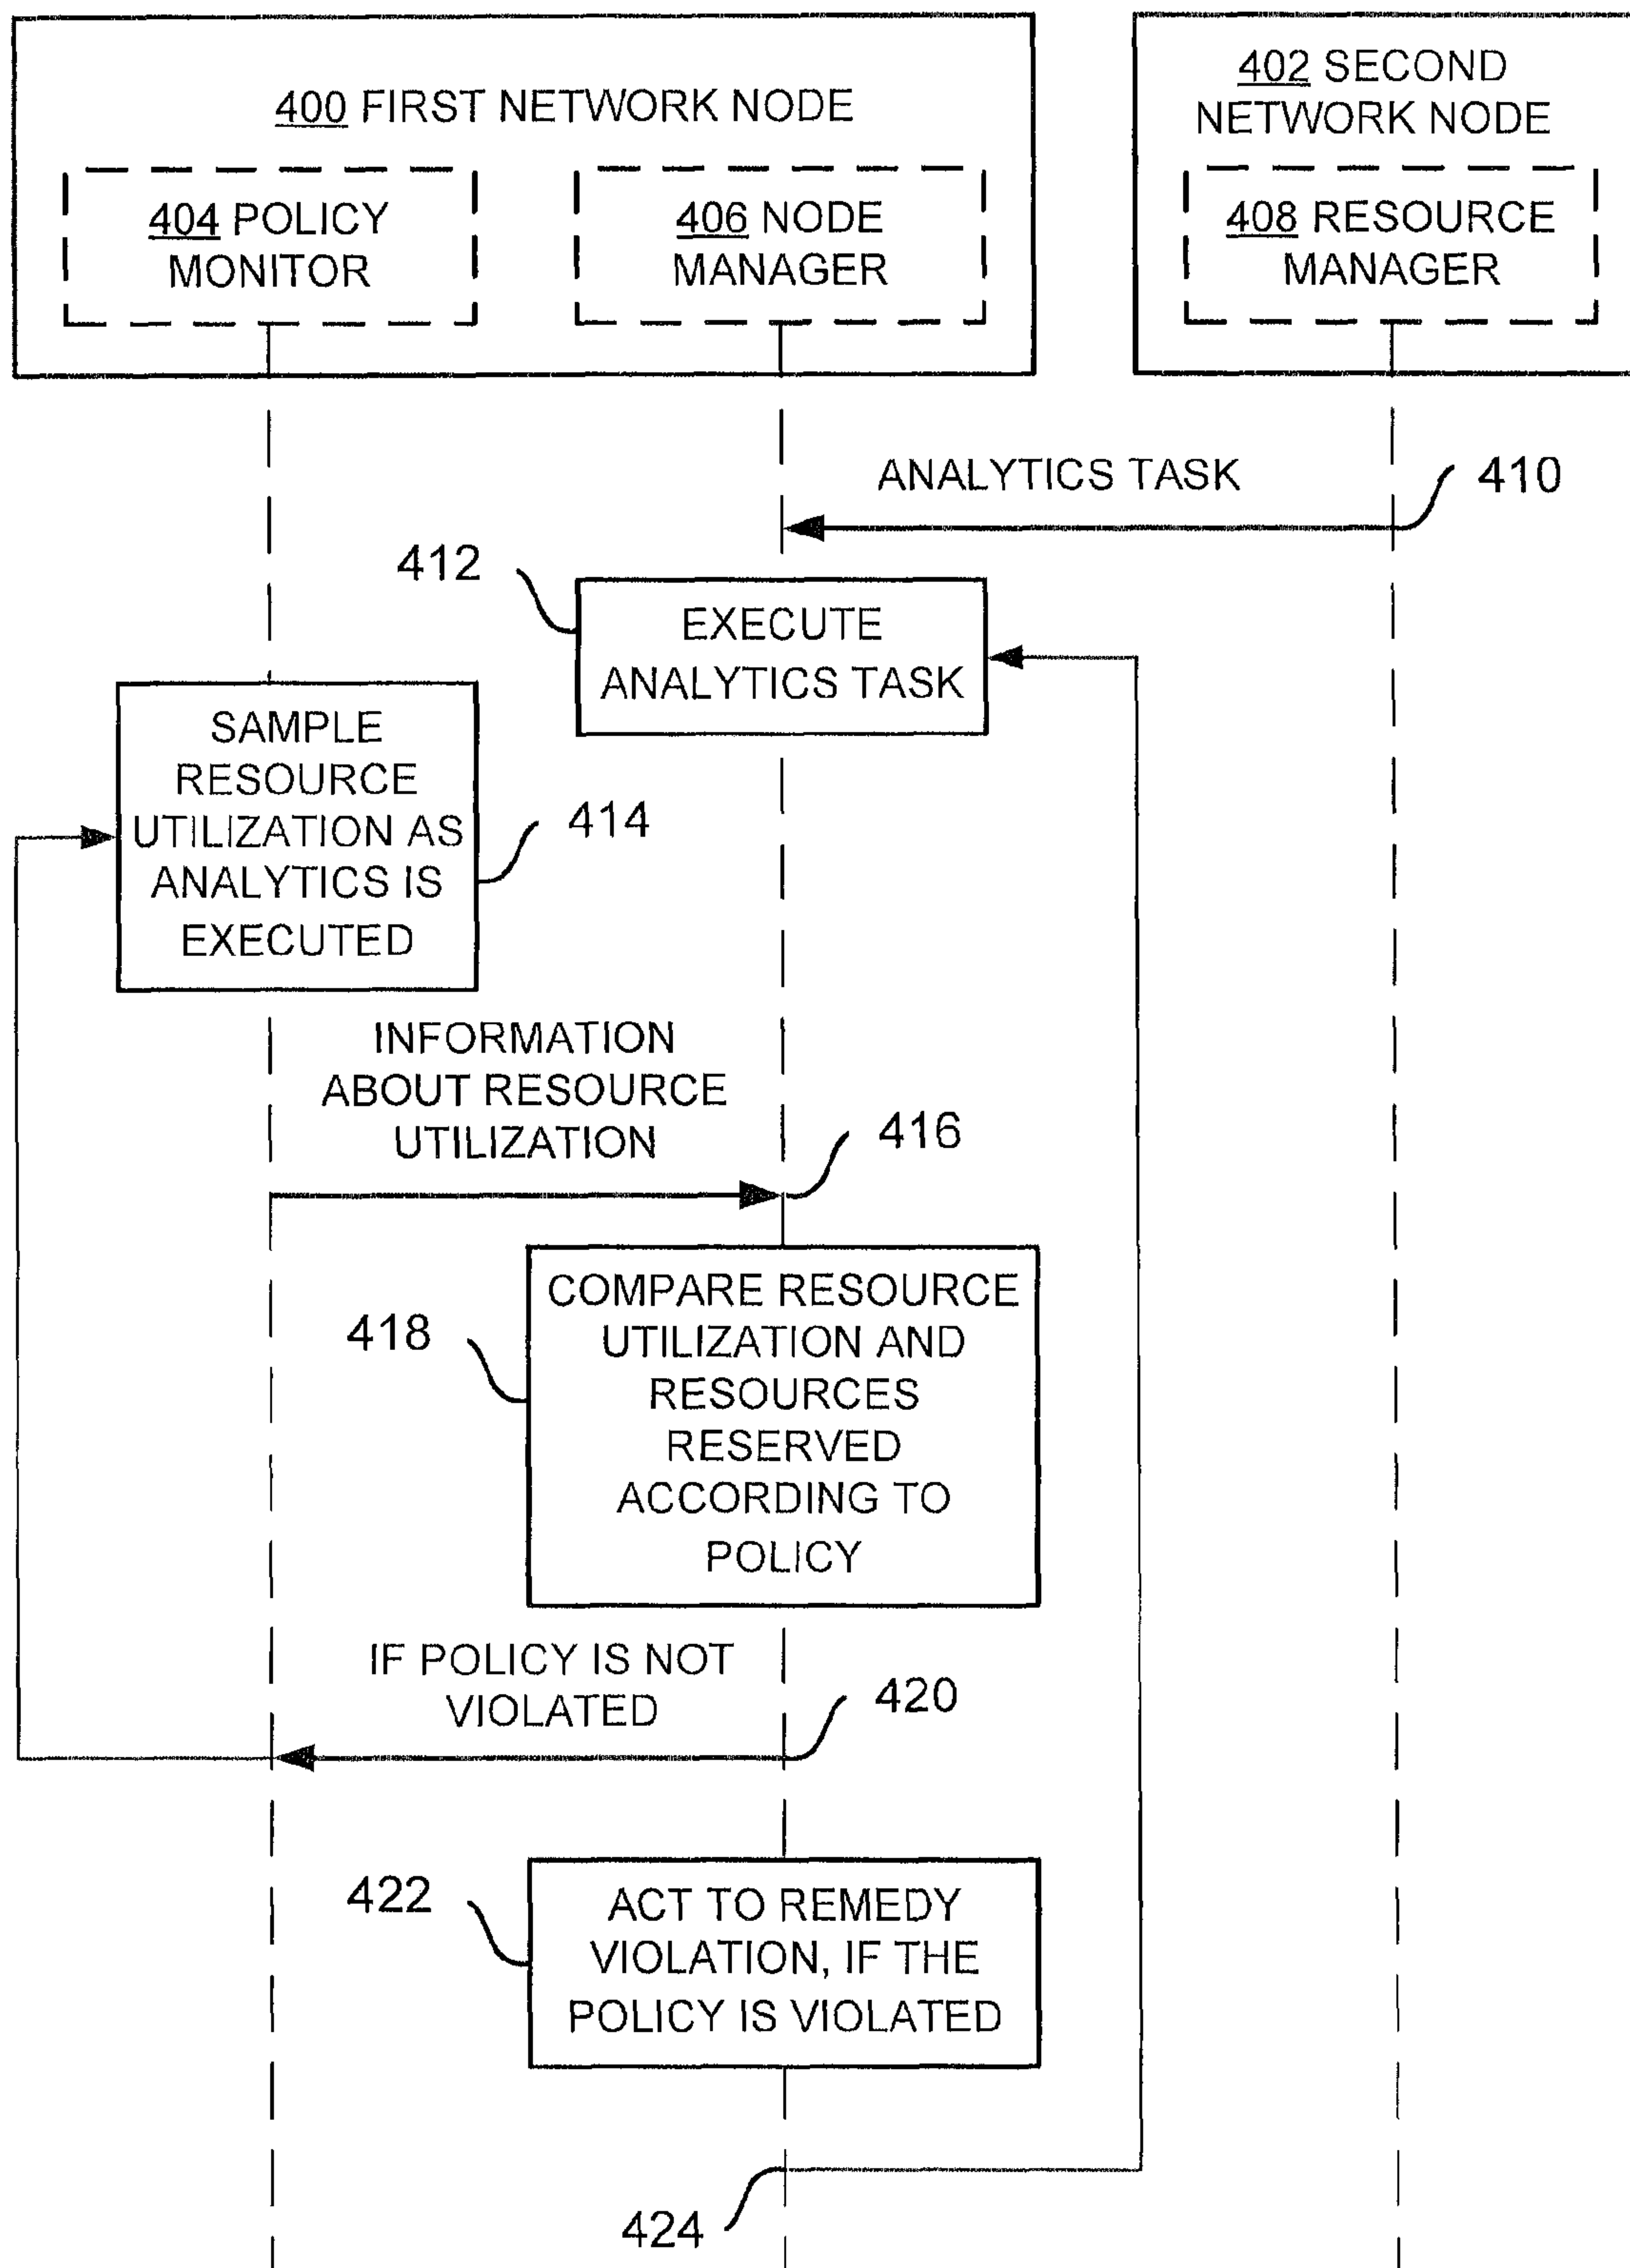 400 FIRST NETWORK NODE
402 SECOND
NETWORK NODE
404 POLICY
MONITOR
406 NODE
MANAGER
408 RESOURCE
MANAGER
ANALYTICS TASK
410
412
EXECUTE
ANALYTICS TASK
SAMPLE
RESOURCE
UTILIZATION AS
ANALYTICS IS
EXECUTED
414
INFORMATION
ABOUT RESOURCE
UTILIZATION
416
418
COMPARE RESOURCE
UTILIZATION AND
RESOURCES
RESERVED
ACCORDING TO
POLICY
IF POLICY IS NOT
VIOLATED
420
422
ACT TO REMEDY
VIOLATION, IF THE
POLICY IS VIOLATED
424